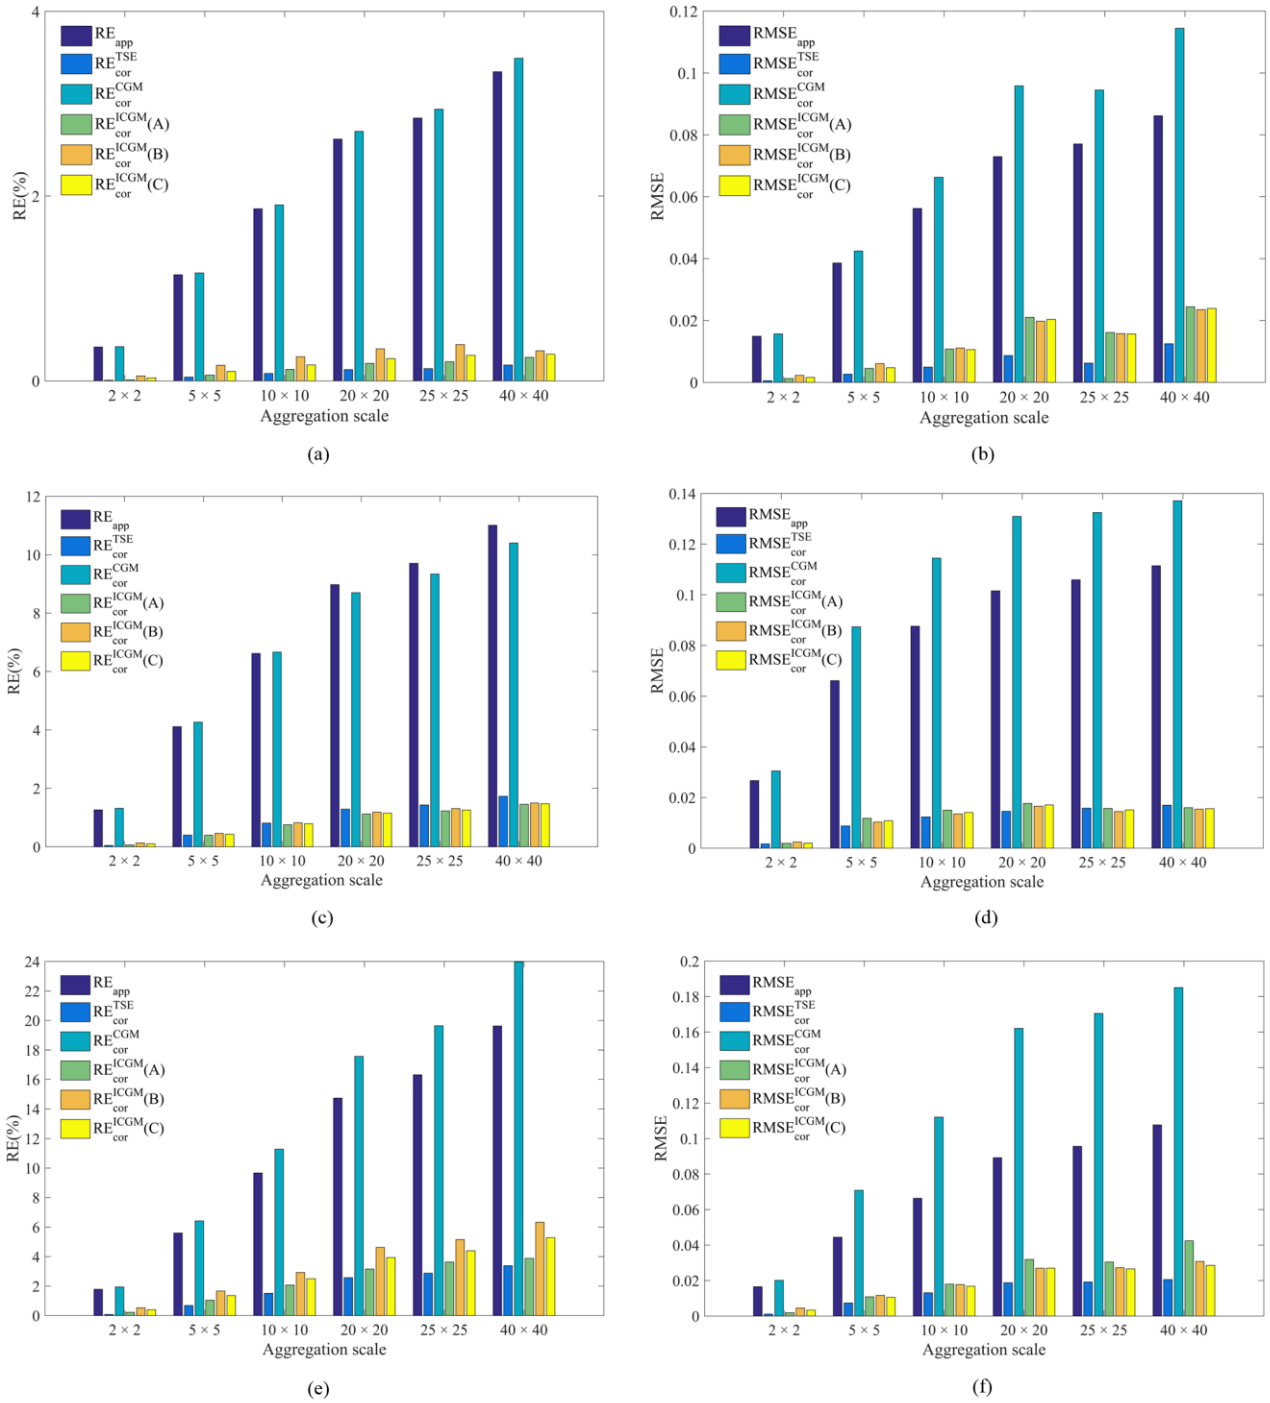 4
2
0
RE(%)
RE_app
RE_cor^TSE
RE_cor^CGM
RE_cor^ICGM(A)
RE_cor^ICGM(B)
RE_cor^ICGM(C)
2 × 2 5 × 5 10 × 10 20 × 20 25 × 25 40 × 40
Aggregation scale
(a)
0.12
0.1
0.08
0.06
0.04
0.02
0
RMSE
RMSE_app
RMSE_cor^TSE
RMSE_cor^CGM
RMSE_cor^ICGM(A)
RMSE_cor^ICGM(B)
RMSE_cor^ICGM(C)
2 × 2 5 × 5 10 × 10 20 × 20 25 × 25 40 × 40
Aggregation scale
(b)
12
10
8
6
4
2
0
RE(%)
RE_app
RE_cor^TSE
RE_cor^CGM
RE_cor^ICGM(A)
RE_cor^ICGM(B)
RE_cor^ICGM(C)
2 × 2 5 × 5 10 × 10 20 × 20 25 × 25 40 × 40
Aggregation scale
(c)
0.14
0.12
0.1
0.08
0.06
0.04
0.02
0
RMSE
RMSE_app
RMSE_cor^TSE
RMSE_cor^CGM
RMSE_cor^ICGM(A)
RMSE_cor^ICGM(B)
RMSE_cor^ICGM(C)
2 × 2 5 × 5 10 × 10 20 × 20 25 × 25 40 × 40
Aggregation scale
(d)
24
22
20
18
16
14
12
10
8
6
4
2
0
RE(%)
RE_app
RE_cor^TSE
RE_cor^CGM
RE_cor^ICGM(A)
RE_cor^ICGM(B)
RE_cor^ICGM(C)
2 × 2 5 × 5 10 × 10 20 × 20 25 × 25 40 × 40
Aggregation scale
(e)
0.2
0.18
0.16
0.14
0.12
0.1
0.08
0.06
0.04
0.02
0
RMSE
RMSE_app
RMSE_cor^TSE
RMSE_cor^CGM
RMSE_cor^ICGM(A)
RMSE_cor^ICGM(B)
RMSE_cor^ICGM(C)
2 × 2 5 × 5 10 × 10 20 × 20 25 × 25 40 × 40
Aggregation scale
(f)